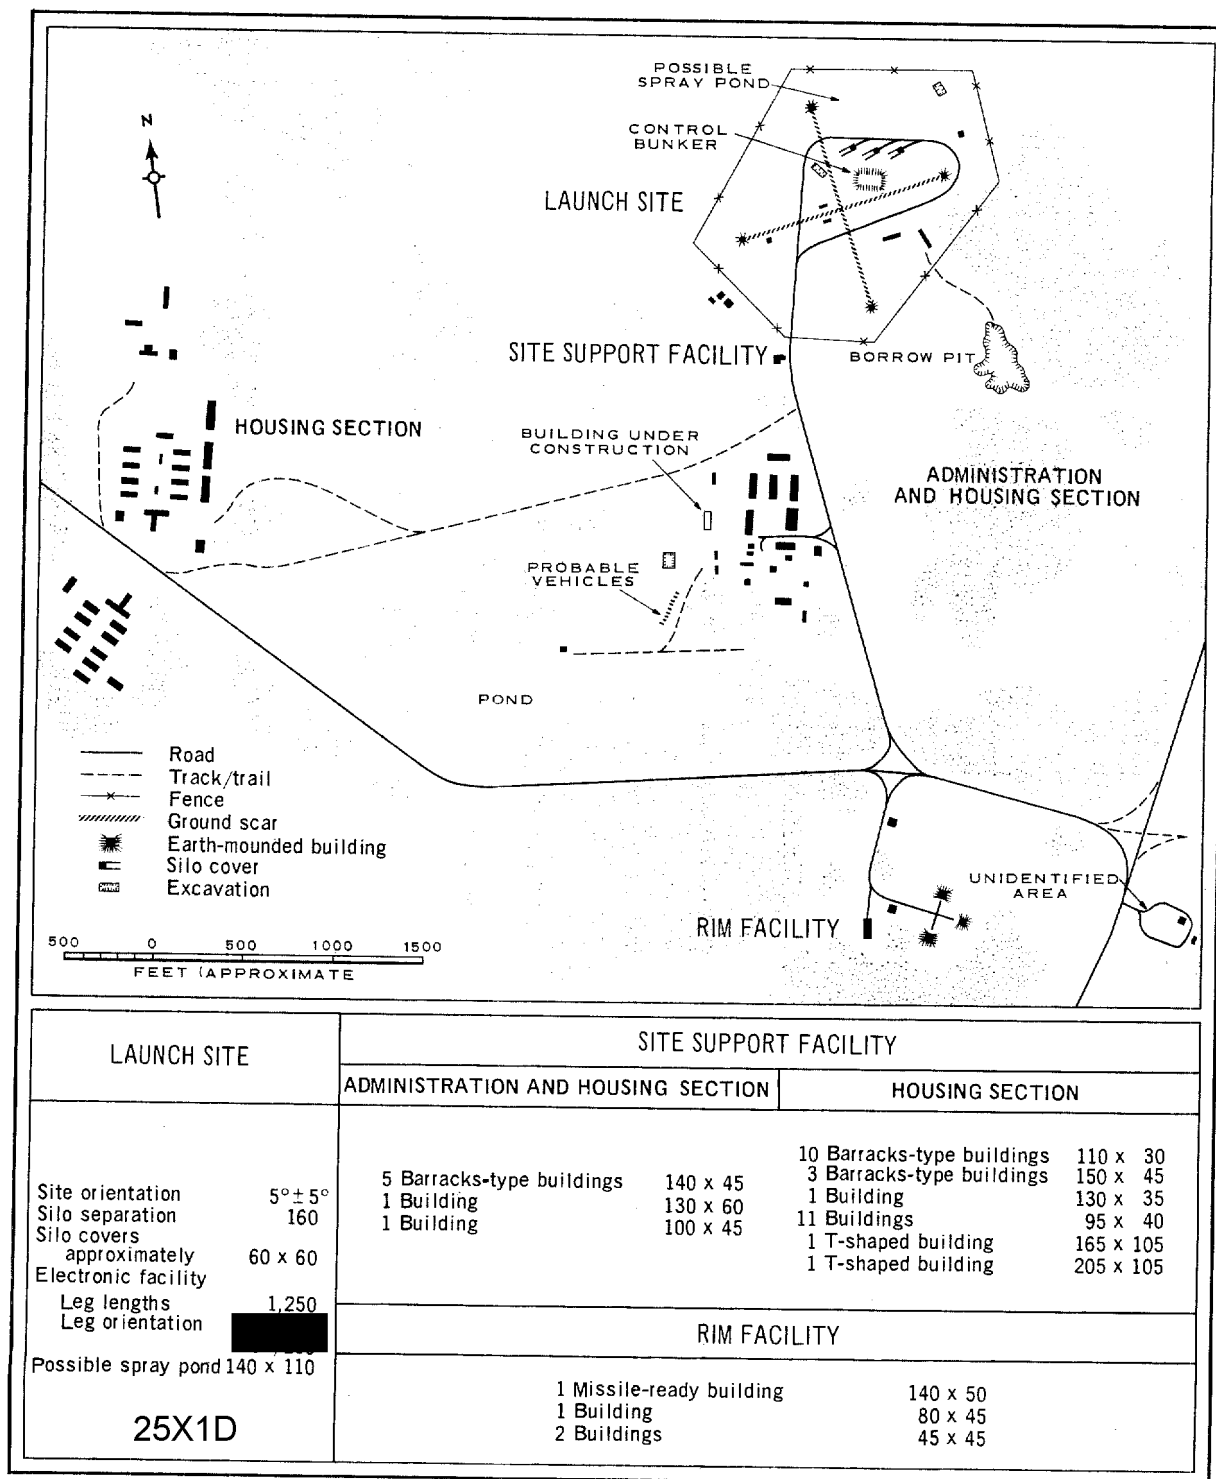 POSSIBLE
SPRAY POND
CONTROL
BUNKER
N
LAUNCH SITE
SITE SUPPORT FACILITY
BORROW PIT
HOUSING SECTION
BUILDING UNDER
CONSTRUCTION
ADMINISTRATION
AND HOUSING SECTION
PROBABLE
VEHICLES
POND
Road
Track/trail
Fence
Ground scar
Earth-mounded building
Silo cover
Excavation
UNIDENTIFIED
AREA
RIM FACILITY
500 0 500 1000 1500
FEET (APPROXIMATE
LAUNCH SITE
Site orientation 5°± 5°
Silo separation 160
Silo covers
approximately 60 x 60
Electronic facility
Leg lengths 1,250
Leg orientation
Possible spray pond 140 x 110
25X1D
SITE SUPPORT FACILITY
ADMINISTRATION AND HOUSING SECTION
5 Barracks-type buildings 140 x 45
1 Building 130 x 60
1 Building 100 x 45
HOUSING SECTION
10 Barracks-type buildings 110 x 30
3 Barracks-type buildings 150 x 45
1 Building 130 x 35
11 Buildings 95 x 40
1 T-shaped building 165 x 105
1 T-shaped building 205 x 105
RIM FACILITY
1 Missile-ready building 140 x 50
1 Building 80 x 45
2 Buildings 45 x 45